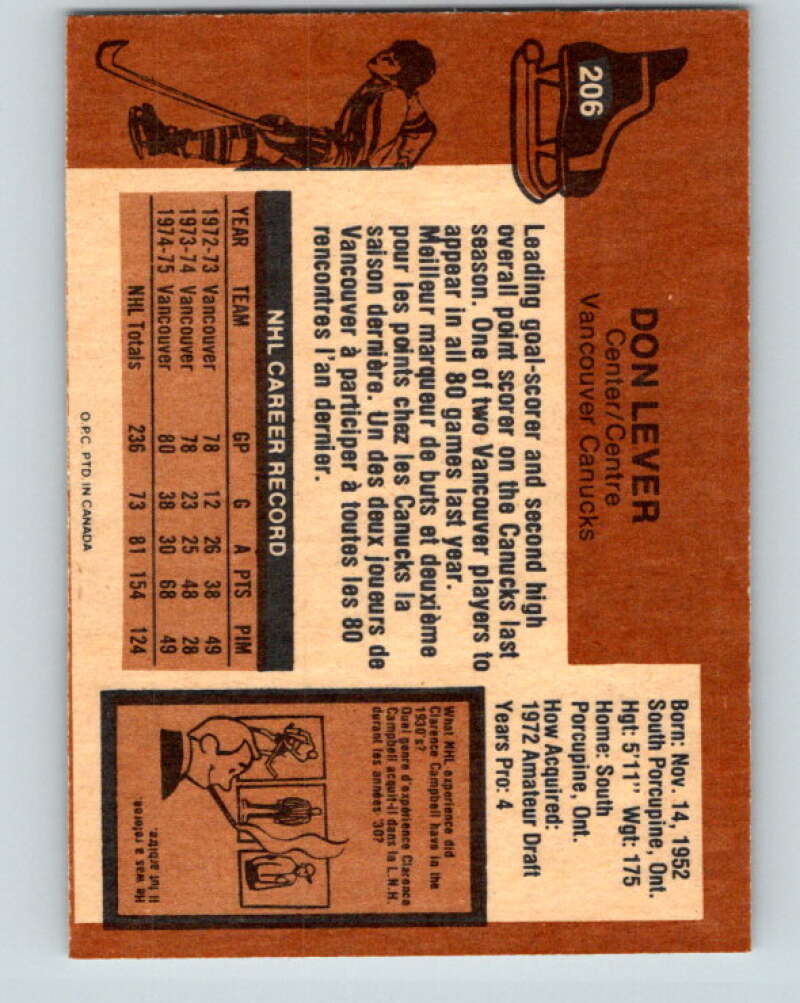 206
DON LEVER
Center/Centre
Vancouver Canucks
Born: Nov. 14, 1952
South Porcupine, Ont.
Hgt: 5'11" Wgt: 175
Home: South
Porcupine, Ont.
How Acquired:
1972 Amateur Draft
Years Pro: 4
Leading goal-scorer and second high
overall point scorer on the Canucks last
season. One of two Vancouver players to
appear in all 80 games last year.
Meilleur marqueur de buts et deuxième
pour les points chez les Canucks la
saison dernière. Un des deux joueurs de
Vancouver à participer à toutes les 80
rencontres l'an dernier.
NHL CAREER RECORD
YEAR TEAM GP G A PTS PIM
1972-73 Vancouver 78 12 26 38 49
1973-74 Vancouver 78 23 25 48 28
1974-75 Vancouver 80 38 30 68 49
NHL Totals 236 73 81 154 124
What NHL experience did
Clarence Campbell have in the
1930's?
Quel genre d'expérience Clarence
Campbell acquit-il dans la L.N.H.
durant les années '30?
He was a referee.
Il fut arbitre.
O.P.C. PTD. IN CANADA